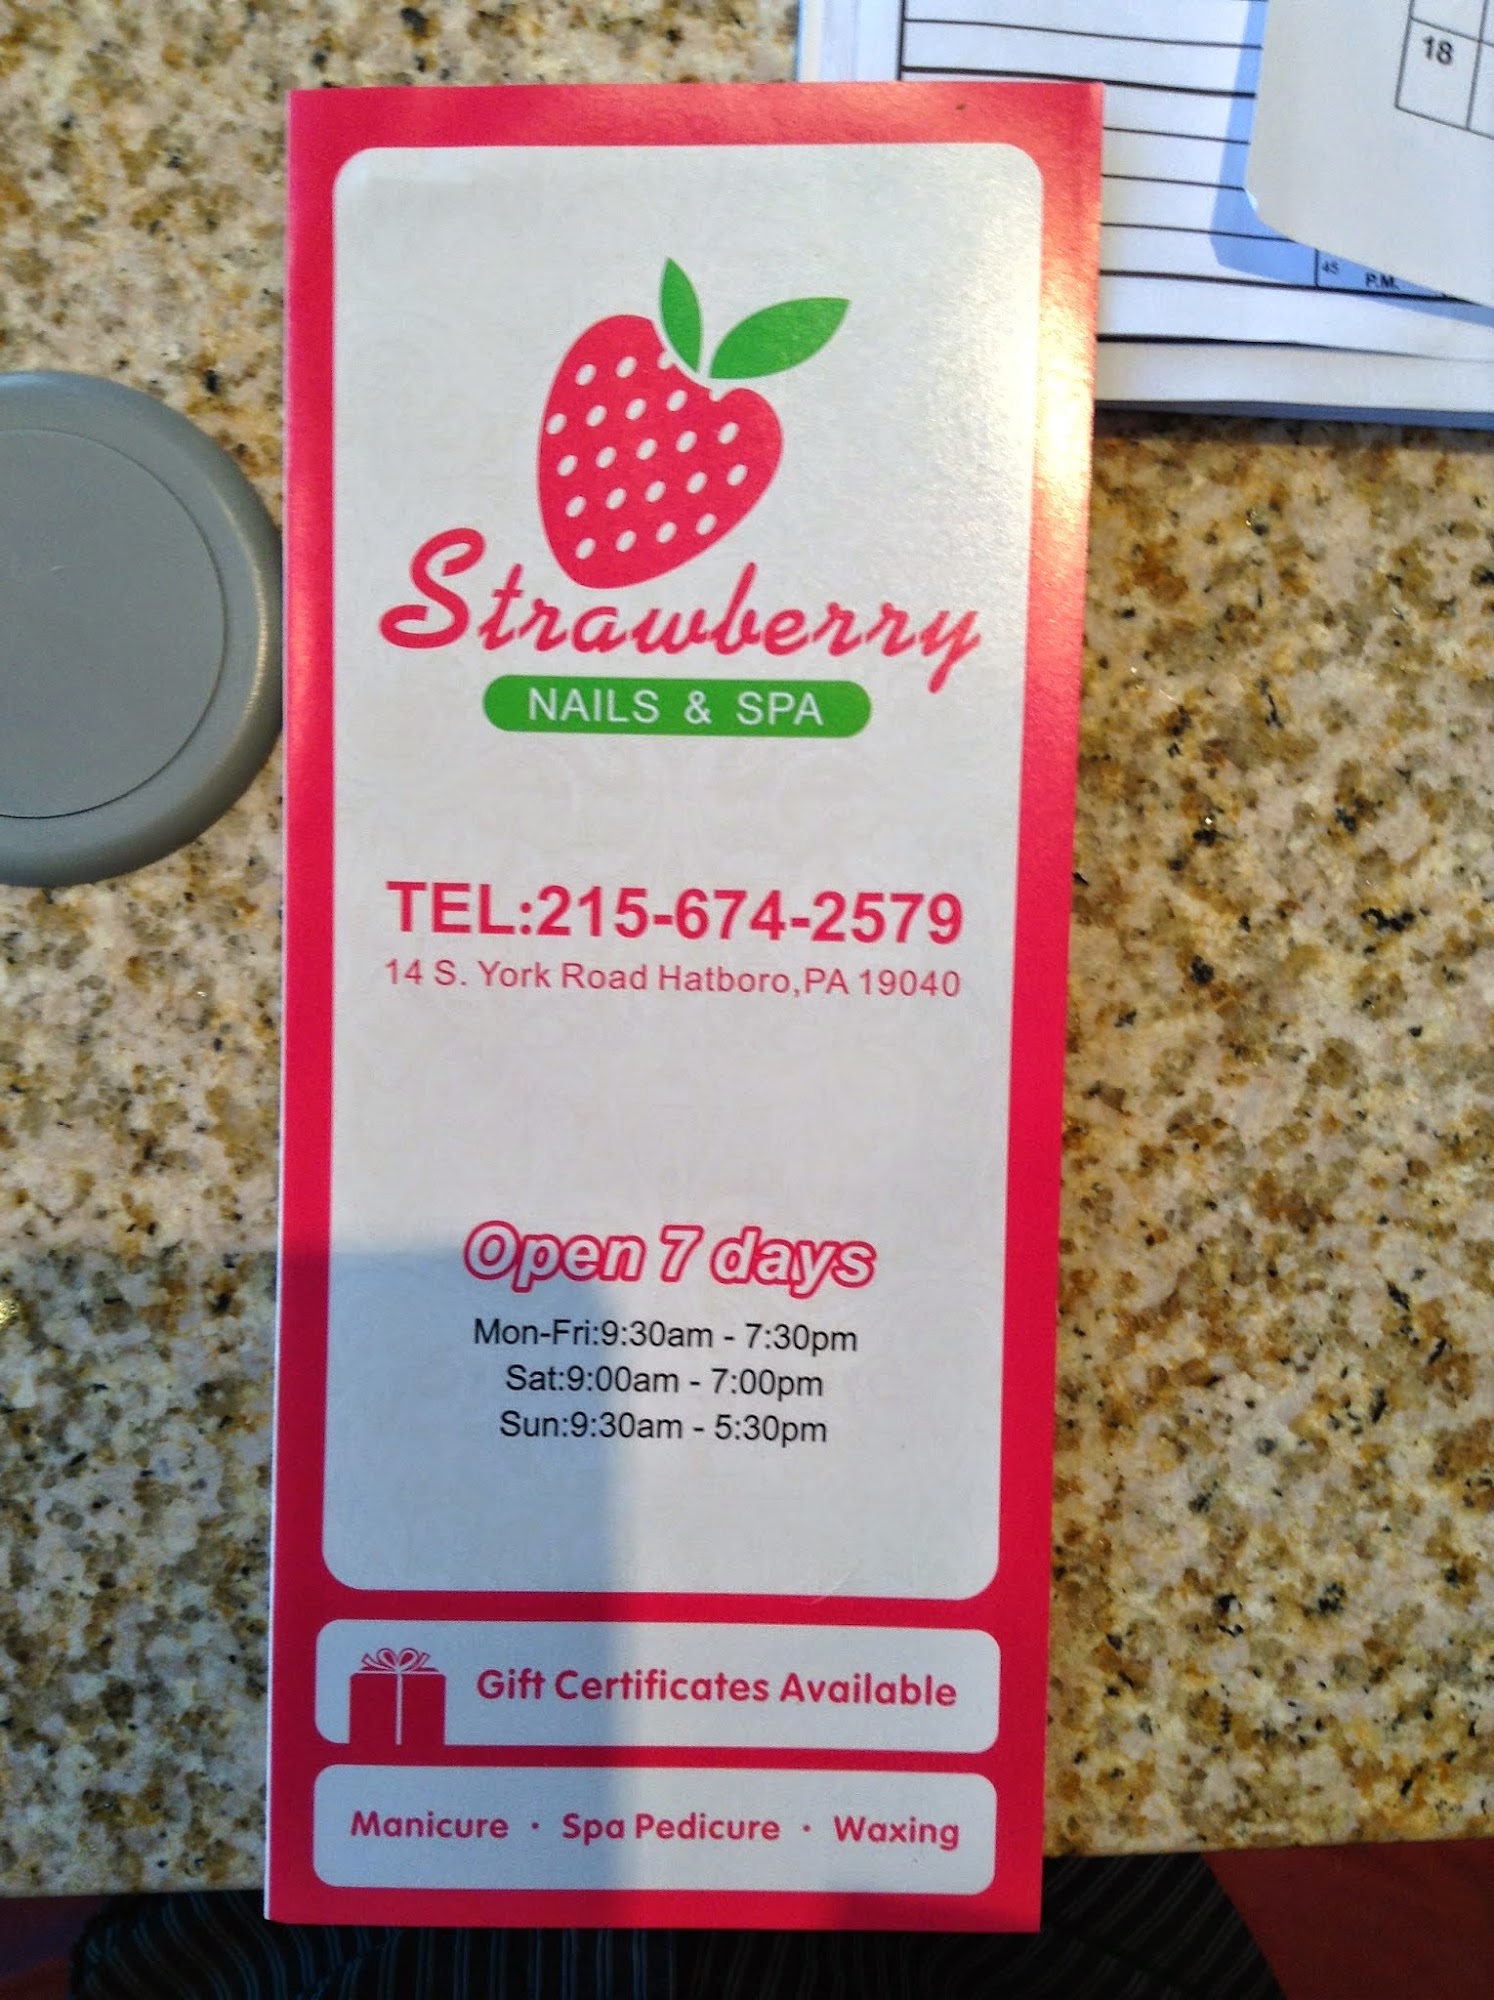 18
45 P.M.
Strawberry
NAILS & SPA
TEL:215-674-2579
14 S. York Road Hatboro,PA 19040
Open 7 days
Mon-Fri:9:30am - 7:30pm
Sat:9:00am - 7:00pm
Sun:9:30am - 5:30pm
Gift Certificates Available
Manicure · Spa Pedicure · Waxing